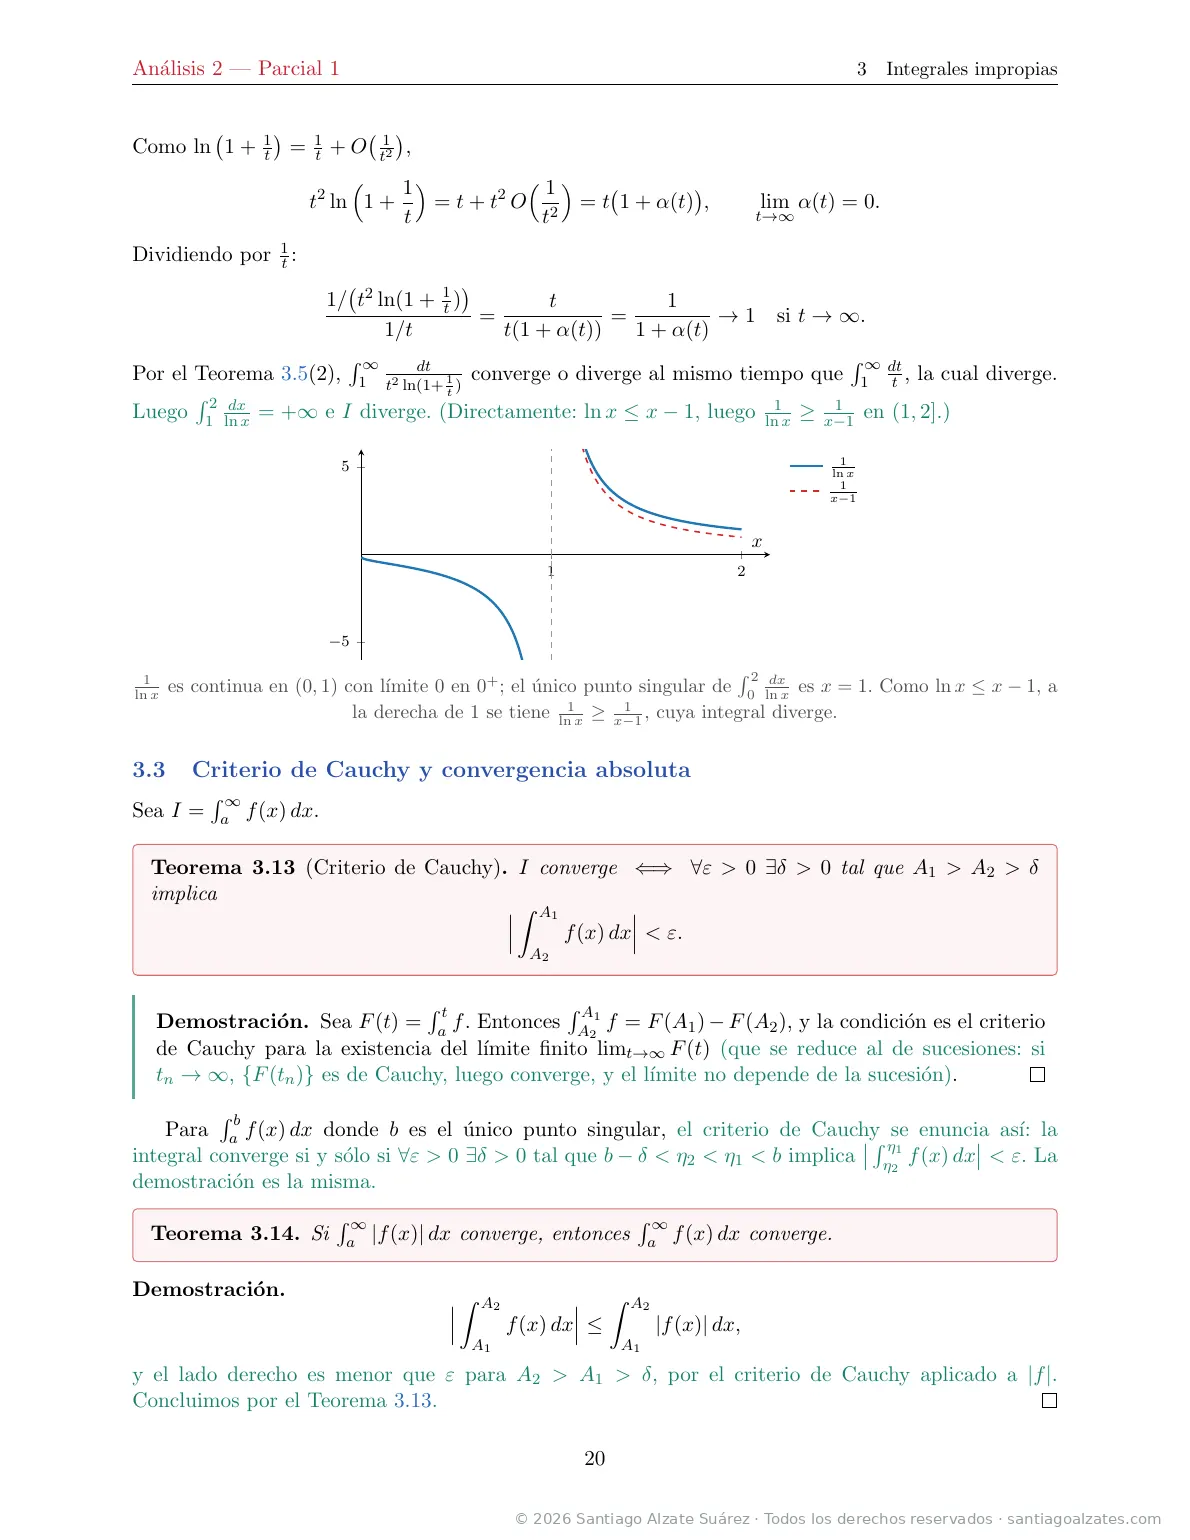 Análisis 2 — Parcial 1
3 Integrales impropias
Como ln (1 + 1/t) = 1/t + O(1/t²),
t² ln (1 + 1/t) = t + t² O(1/t²) = t(1 + α(t)), lim_{t→∞} α(t) = 0.
Dividiendo por 1/t:
1/(t² ln(1 + 1/t)) / (1/t) = t / (t(1 + α(t))) = 1 / (1 + α(t)) → 1 si t → ∞.
Por el Teorema 3.5(2), ∫_1^∞ dt/(t² ln(1+1/t)) converge o diverge al mismo tiempo que ∫_1^∞ dt/t, la cual diverge.
Luego ∫_1^2 dx/ln x = +∞ e I diverge. (Directamente: ln x ≤ x − 1, luego 1/ln x ≥ 1/(x−1) en (1, 2].)
5
1/ln x
1/(x−1)
x
1
2
−5
1/ln x es continua en (0, 1) con límite 0 en 0⁺; el único punto singular de ∫_0^2 dx/ln x es x = 1. Como ln x ≤ x − 1, a
la derecha de 1 se tiene 1/ln x ≥ 1/(x−1), cuya integral diverge.
3.3 Criterio de Cauchy y convergencia absoluta
Sea I = ∫_a^∞ f(x) dx.
Teorema 3.13 (Criterio de Cauchy). I converge ⟺ ∀ε > 0 ∃δ > 0 tal que A₁ > A₂ > δ
implica
|∫_{A₂}^{A₁} f(x) dx| < ε.
Demostración. Sea F(t) = ∫_a^t f. Entonces ∫_{A₂}^{A₁} f = F(A₁) − F(A₂), y la condición es el criterio
de Cauchy para la existencia del límite finito lim_{t→∞} F(t) (que se reduce al de sucesiones: si
tₙ → ∞, {F(tₙ)} es de Cauchy, luego converge, y el límite no depende de la sucesión). □
Para ∫_a^b f(x) dx donde b es el único punto singular, el criterio de Cauchy se enuncia así: la
integral converge si y sólo si ∀ε > 0 ∃δ > 0 tal que b − δ < η₂ < η₁ < b implica |∫_{η₂}^{η₁} f(x) dx| < ε. La
demostración es la misma.
Teorema 3.14. Si ∫_a^∞ |f(x)| dx converge, entonces ∫_a^∞ f(x) dx converge.
Demostración.
|∫_{A₁}^{A₂} f(x) dx| ≤ ∫_{A₁}^{A₂} |f(x)| dx,
y el lado derecho es menor que ε para A₂ > A₁ > δ, por el criterio de Cauchy aplicado a |f|.
Concluimos por el Teorema 3.13. □
20
© 2026 Santiago Alzate Suárez · Todos los derechos reservados · santiagoalzates.com